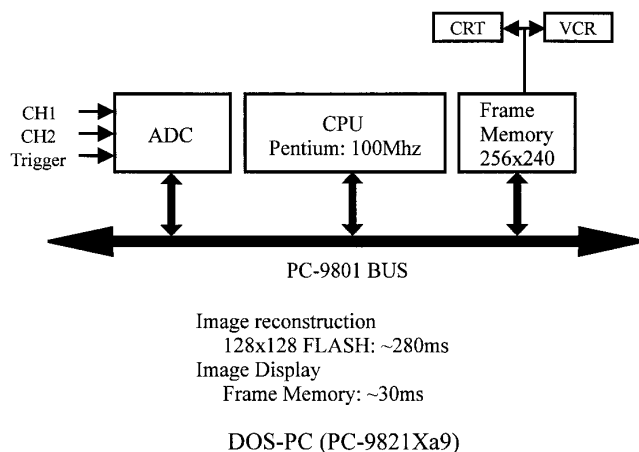 CRT
VCR
CH1
CH2
Trigger
ADC
CPU
Pentium: 100Mhz
Frame
Memory
256x240
PC-9801 BUS
Image reconstruction
128x128 FLASH: ~280ms
Image Display
Frame Memory: ~30ms
DOS-PC (PC-9821Xa9)